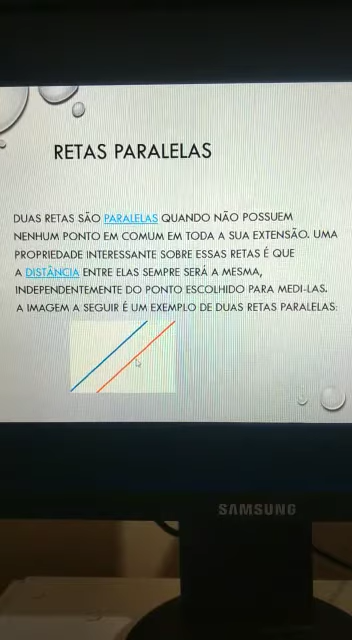 RETAS PARALELAS
DUAS RETAS SÃO PARALELAS QUANDO NÃO POSSUEM
NENHUM PONTO EM COMUM EM TODA A SUA EXTENSÃO. UMA
PROPRIEDADE INTERESSANTE SOBRE ESSAS RETAS É QUE
A DISTÂNCIA ENTRE ELAS SEMPRE SERÁ A MESMA,
INDEPENDENTEMENTE DO PONTO ESCOLHIDO PARA MEDI-LAS.
A IMAGEM A SEGUIR É UM EXEMPLO DE DUAS RETAS PARALELAS:
SAMSUNG